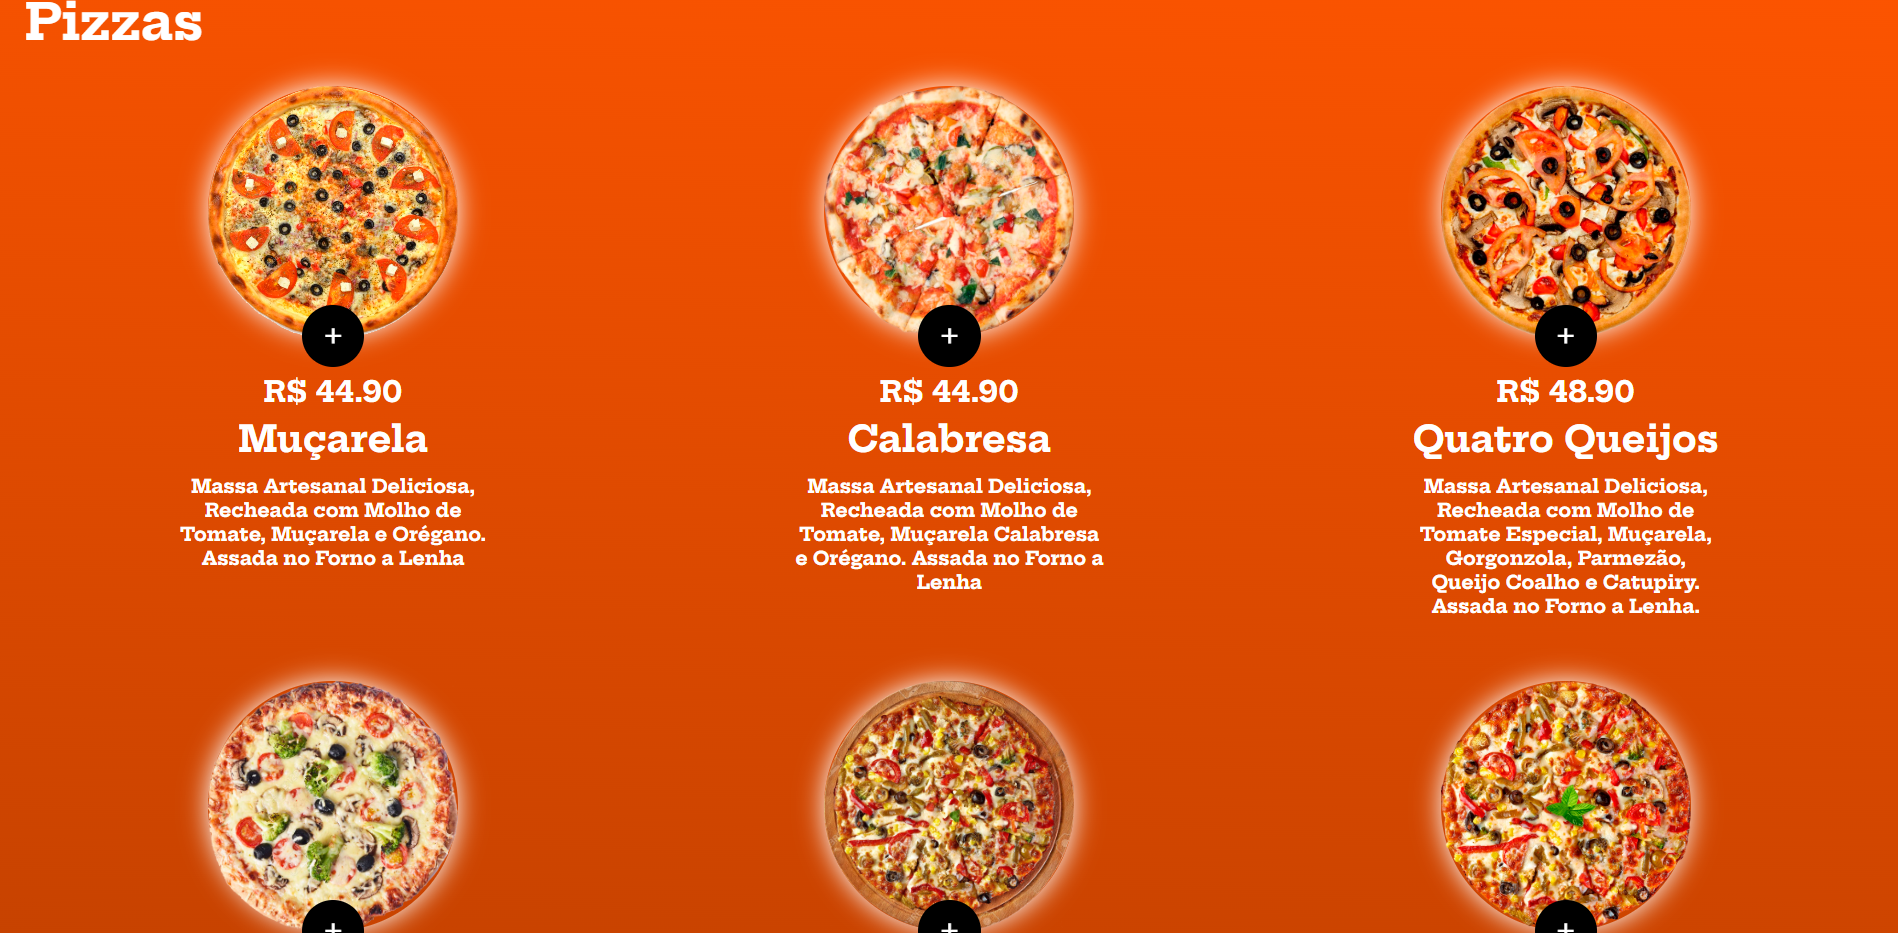 Pizzas
+
+
+
R$ 44.90
Muçarela
Massa Artesanal Deliciosa,
Recheada com Molho de
Tomate, Muçarela e Orégano.
Assada no Forno a Lenha
R$ 44.90
Calabresa
Massa Artesanal Deliciosa,
Recheada com Molho de
Tomate, Muçarela Calabresa
e Orégano. Assada no Forno a
Lenha
R$ 48.90
Quatro Queijos
Massa Artesanal Deliciosa,
Recheada com Molho de
Tomate Especial, Muçarela,
Gorgonzola, Parmezão,
Queijo Coalho e Catupiry.
Assada no Forno a Lenha.
+
+
+